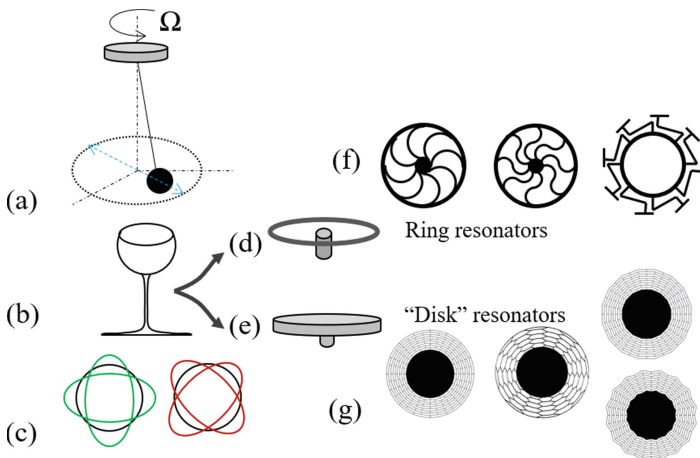 Ω
(a)
(b)
(c)
(d)
(e)
(f)
Ring resonators
“Disk” resonators
(g)